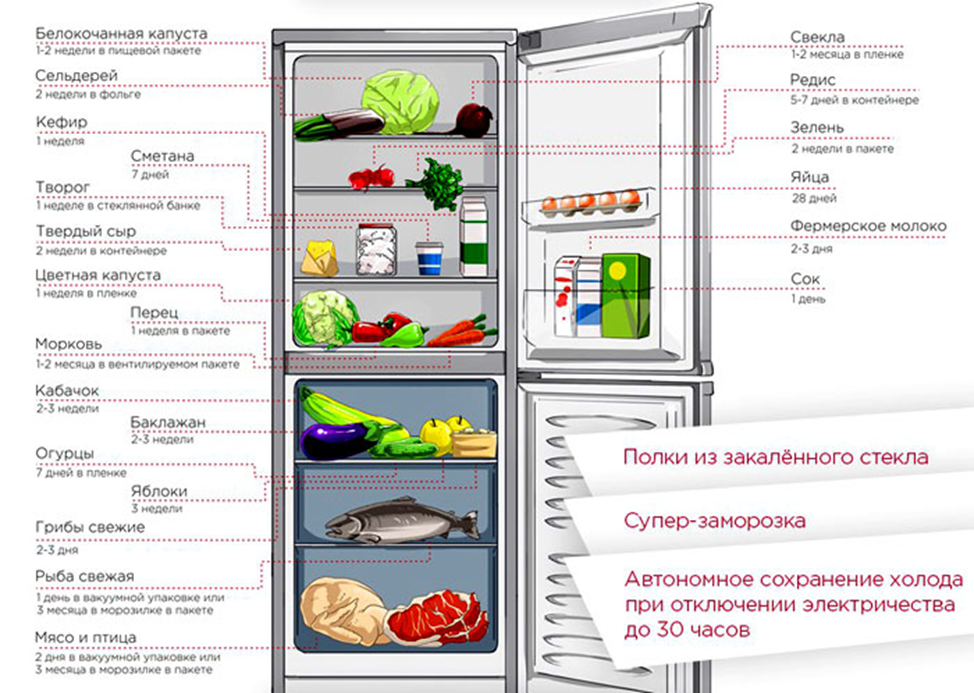 Белокочанная капуста
1-2 недели в пищевой пакете
Сельдерей
2 недели в фольге
Кефир
1 неделя
Сметана
7 дней
Творог
1 неделе в стеклянной банке
Твердый сыр
2 недели в контейнере
Цветная капуста
1 неделя в пленке
Перец
1 неделя в пакете
Морковь
1-2 месяца в вентилируемом пакете
Кабачок
2-3 недели
Баклажан
2-3 недели
Огурцы
7 дней в пленке
Яблоки
3 недели
Грибы свежие
2-3 дня
Рыба свежая
1 день в вакуумной упаковке или
3 месяца в морозилке в пакете
Мясо и птица
2 дня в вакуумной упаковке или
3 месяца в морозилке в пакете
Свекла
1-2 месяца в пленке
Редис
5-7 дней в контейнере
Зелень
2 недели в пакете
Яйца
28 дней
Фермерское молоко
2-3 дня
Сок
1 день
Полки из закалённого стекла
Супер-заморозка
Автономное сохранение холода
при отключении электричества
до 30 часов